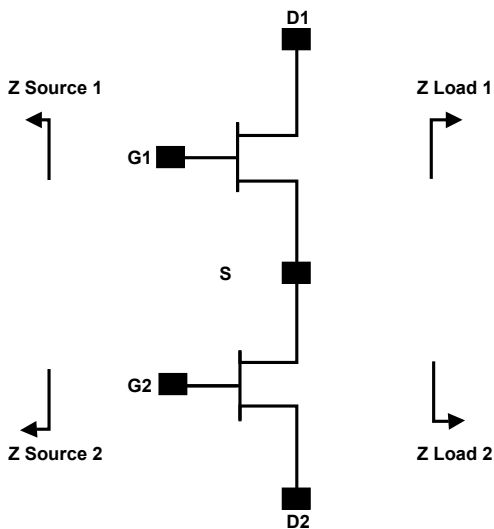 D1
Z Source 1
Z Load 1
G1
S
G2
Z Source 2
Z Load 2
D2